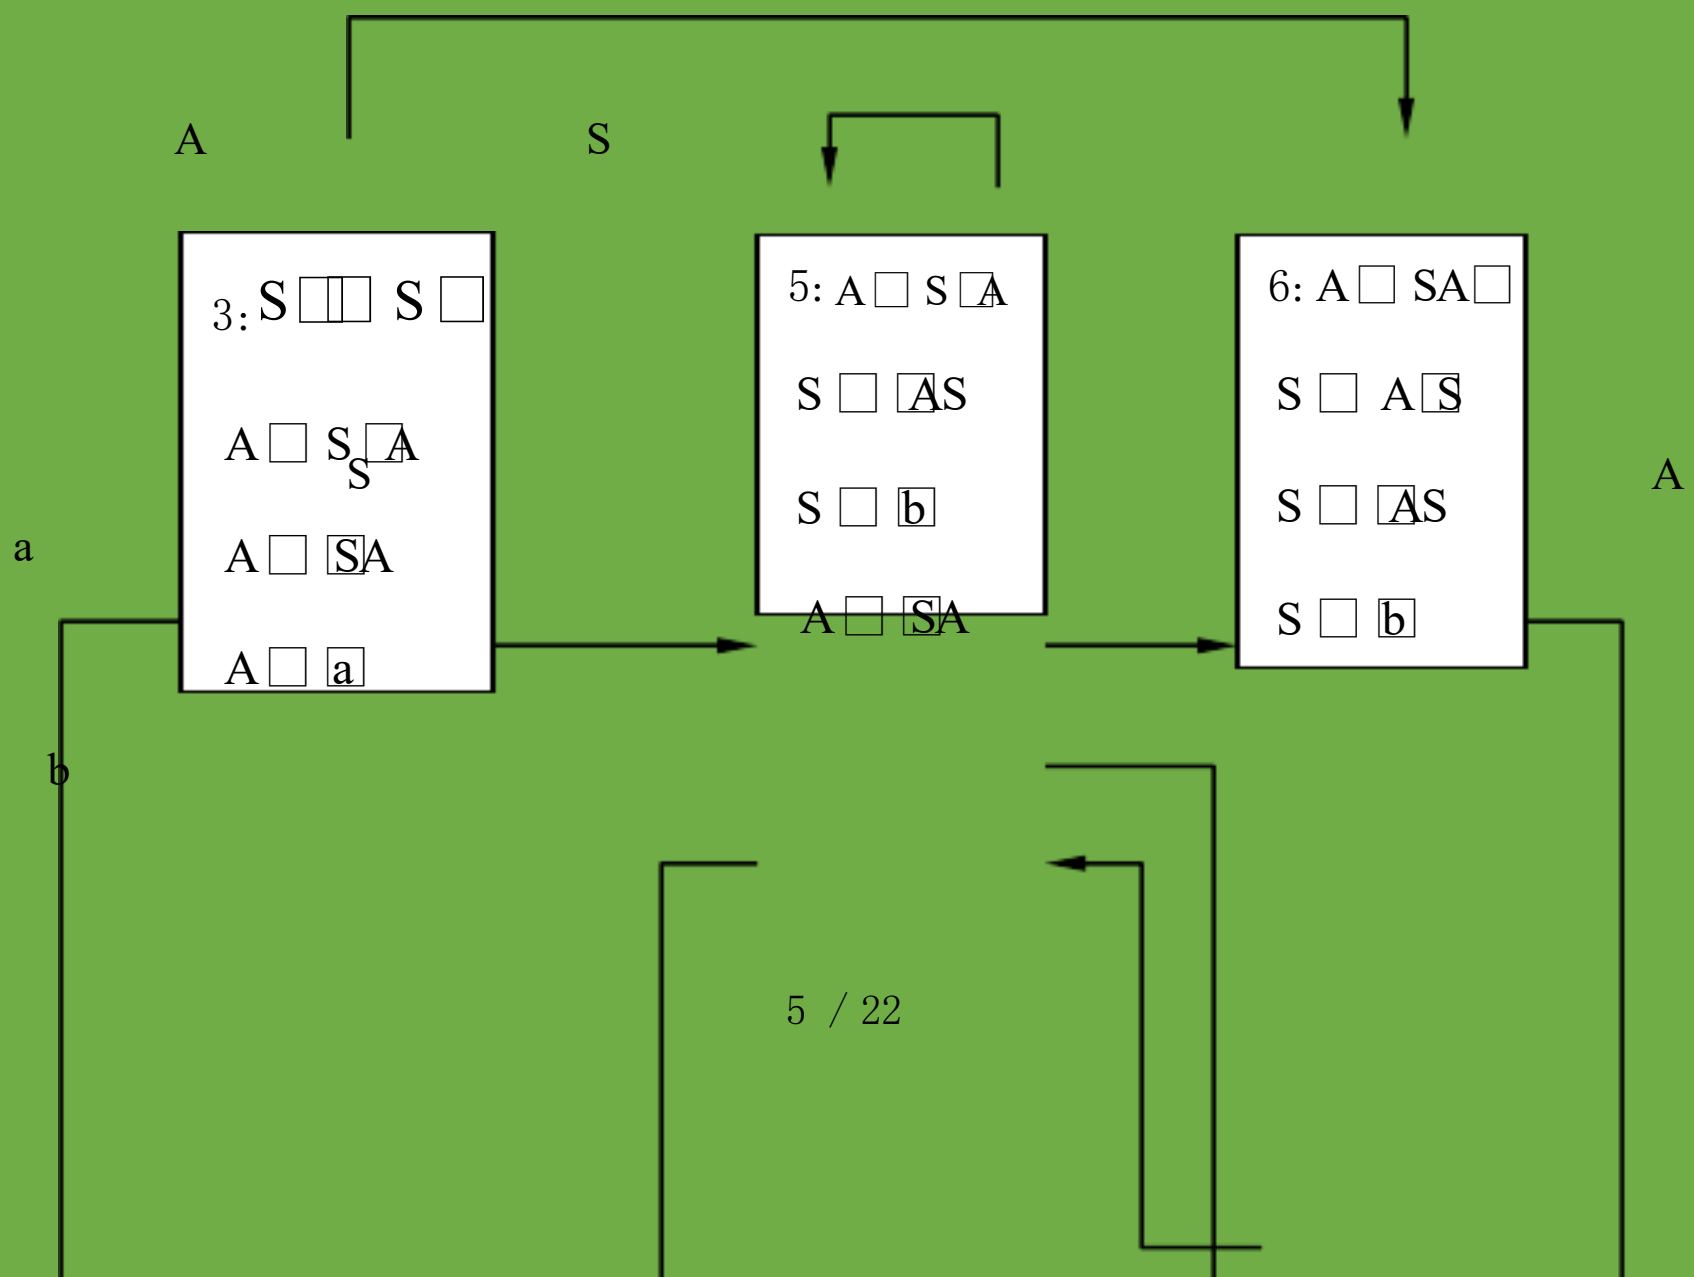 A S
3: S □□ S □
5: A □ S □A
6: A □ SA□
S □ □AS
S □ A□S
A □ S□A
S
A
S □ □b
S □ □AS
a
A □ □SA
A □ □SA
S □ □b
A □ □a
b
5 / 22